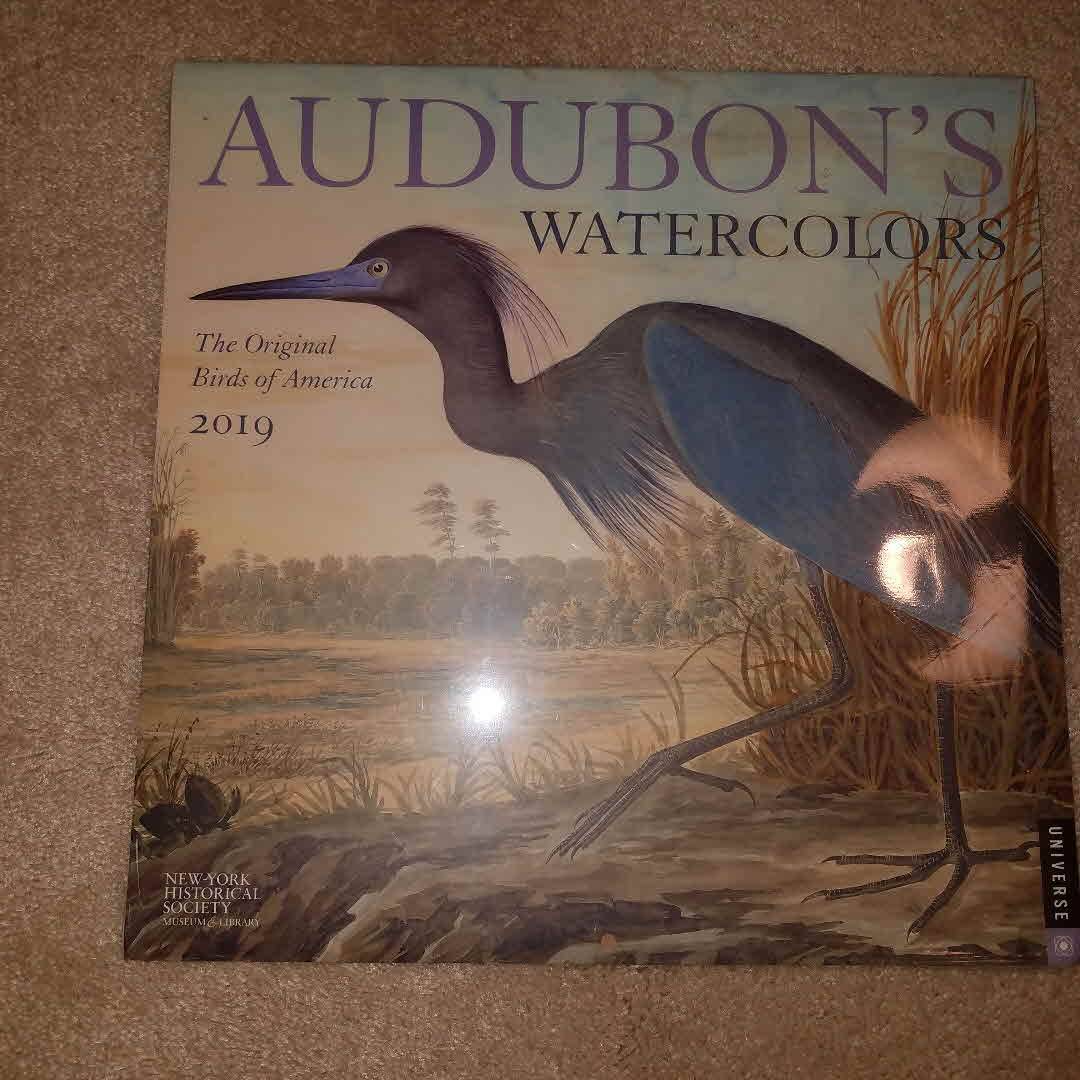 AUDUBON'S
WATERCOLORS
The Original
Birds of America
2019
NEW-YORK
HISTORICAL
SOCIETY
MUSEUM & LIBRARY
UNIVERSE